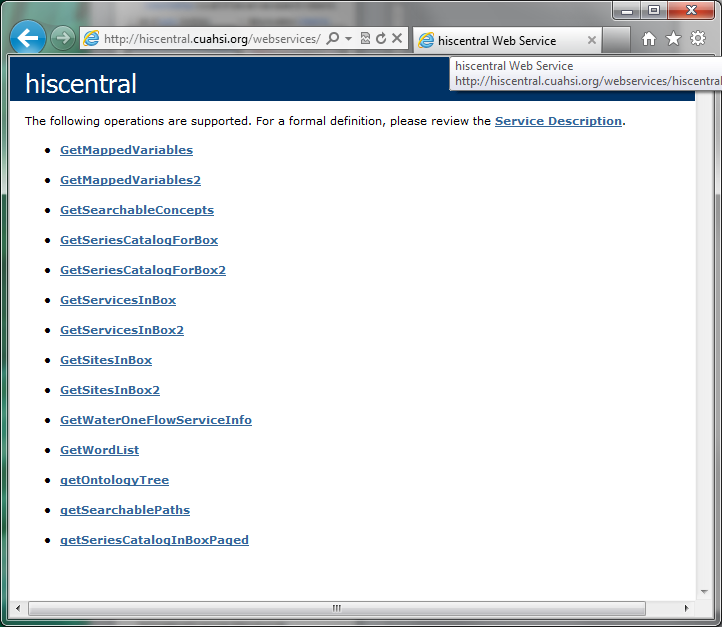 http://hiscentral.cuahsi.org/webservices/
hiscentral Web Service
hiscentral Web Service
http://hiscentral.cuahsi.org/webservices/hiscentral
hiscentral
The following operations are supported. For a formal definition, please review the Service Description.
GetMappedVariables
GetMappedVariables2
GetSearchableConcepts
GetSeriesCatalogForBox
GetSeriesCatalogForBox2
GetServicesInBox
GetServicesInBox2
GetSitesInBox
GetSitesInBox2
GetWaterOneFlowServiceInfo
GetWordList
getOntologyTree
getSearchablePaths
getSeriesCatalogInBoxPaged